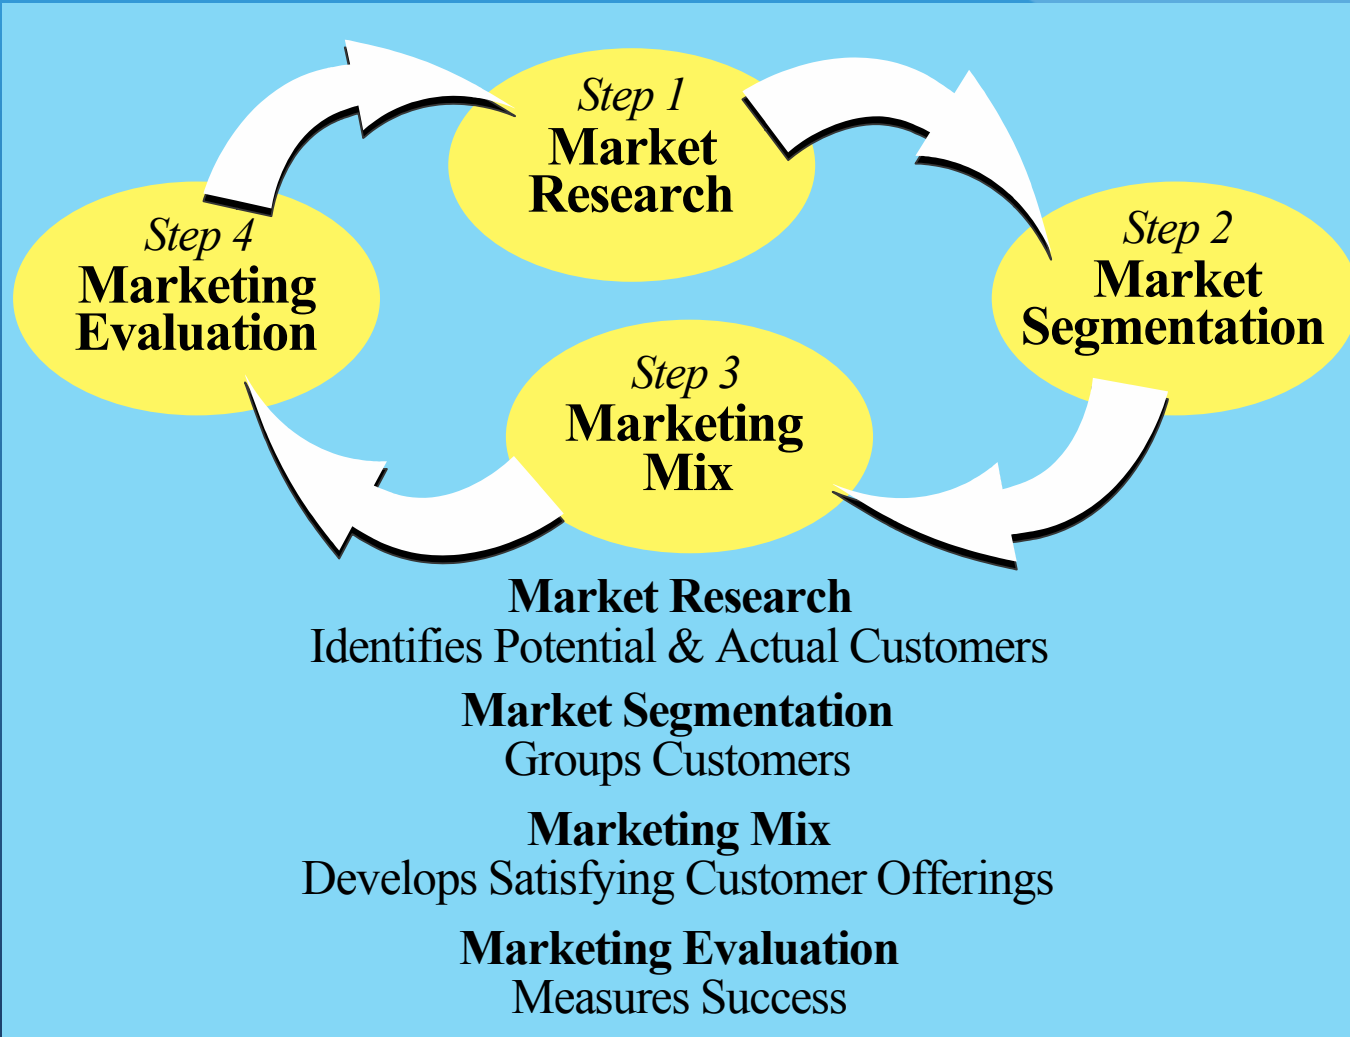 Step 1
Market
Research
Step 2
Market
Segmentation
Step 3
Marketing
Mix
Step 4
Marketing
Evaluation
Market Research
Identifies Potential & Actual Customers
Market Segmentation
Groups Customers
Marketing Mix
Develops Satisfying Customer Offerings
Marketing Evaluation
Measures Success